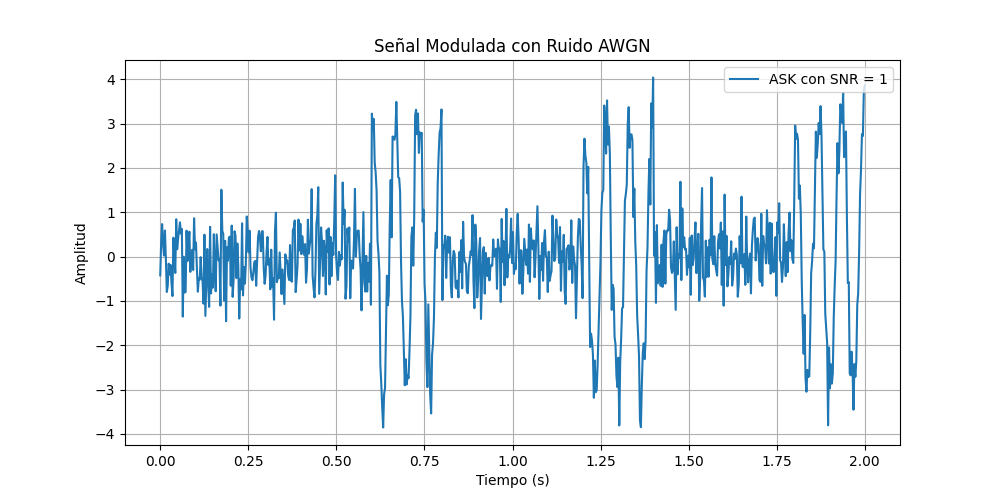 Señal Modulada con Ruido AWGN
ASK con SNR = 1
Amplitud
4
3
2
1
0
−1
−2
−3
−4
0.00 0.25 0.50 0.75 1.00 1.25 1.50 1.75 2.00
Tiempo (s)